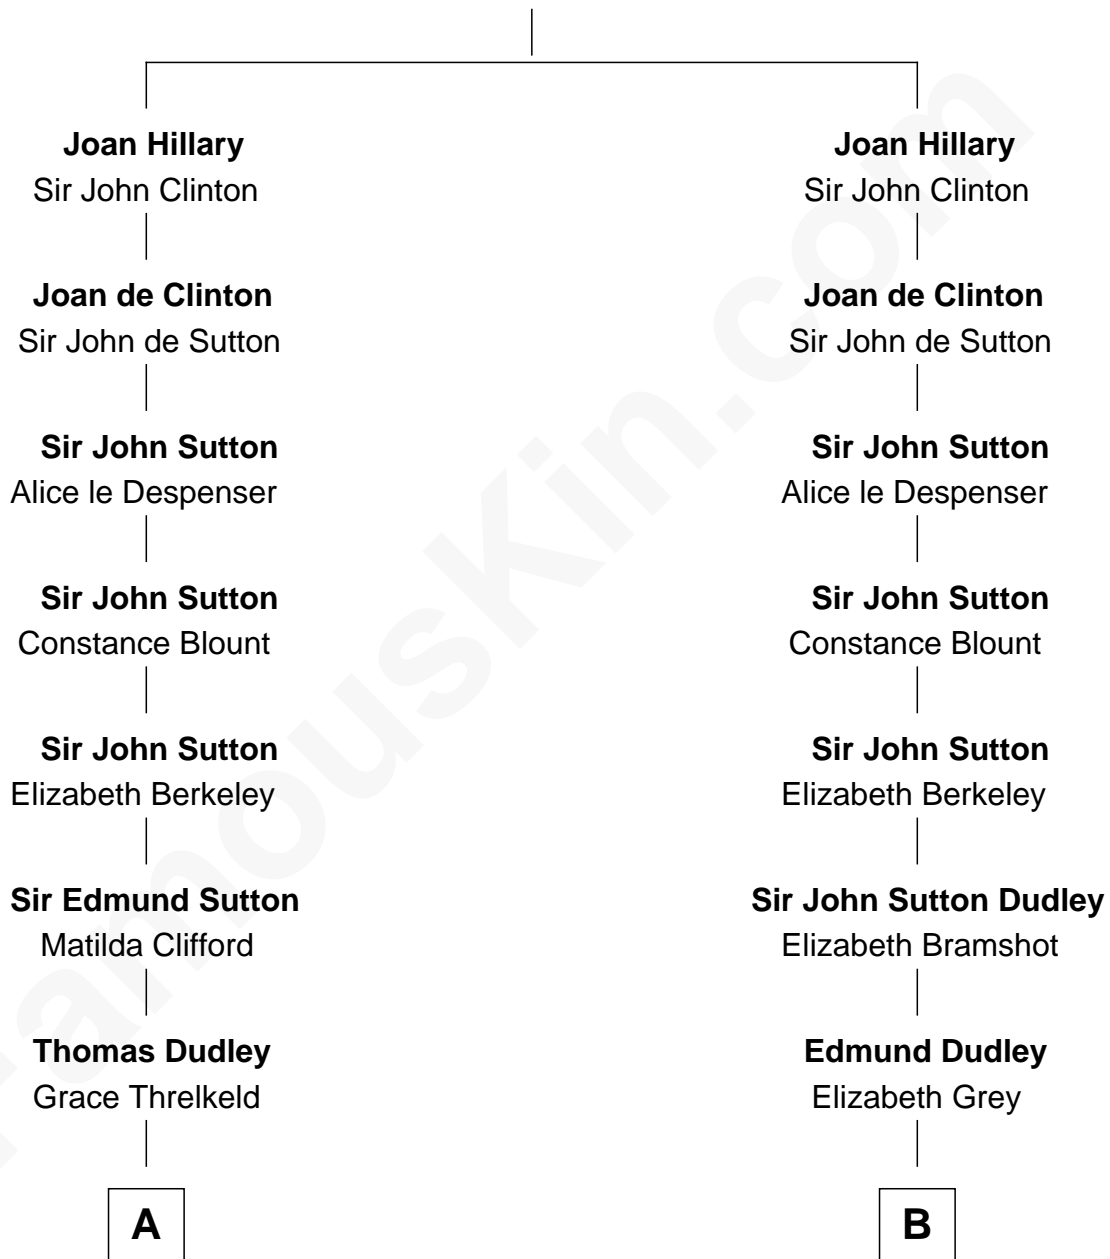 Joan Hillary
Sir John Clinton
Joan de Clinton
Sir John de Sutton
Sir John Sutton
Alice le Despenser
Sir John Sutton
Constance Blount
Sir John Sutton
Elizabeth Berkeley
Sir Edmund Sutton
Matilda Clifford
Thomas Dudley
Grace Threlkeld
A
Joan Hillary
Sir John Clinton
Joan de Clinton
Sir John de Sutton
Sir John Sutton
Alice le Despenser
Sir John Sutton
Constance Blount
Sir John Sutton
Elizabeth Berkeley
Sir John Sutton Dudley
Elizabeth Bramshot
Edmund Dudley
Elizabeth Grey
B
FamousKin.com